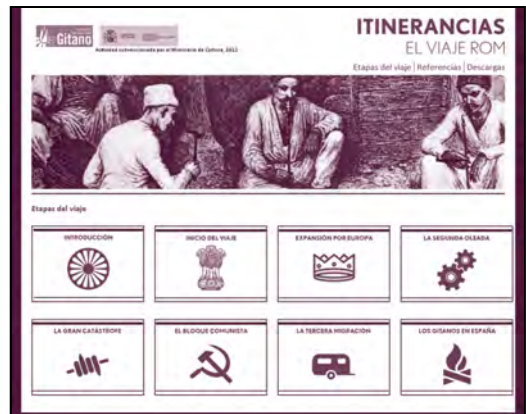 ITINERANCIAS
EL VIAJE ROM
Gitano
Actividad subvencionada por el Ministerio de Cultura, 2012
Etapas del viaje | Referencias | Descargas
Etapas del viaje
INTRODUCCIÓN
INICIO DEL VIAJE
EXPANSIÓN POR EUROPA
LA SEGUNDA OLEADA
LA GRAN CATÁSTROFE
EL BLOQUE COMUNISTA
LA TERCERA MIGRACIÓN
LOS GITANOS EN ESPAÑA